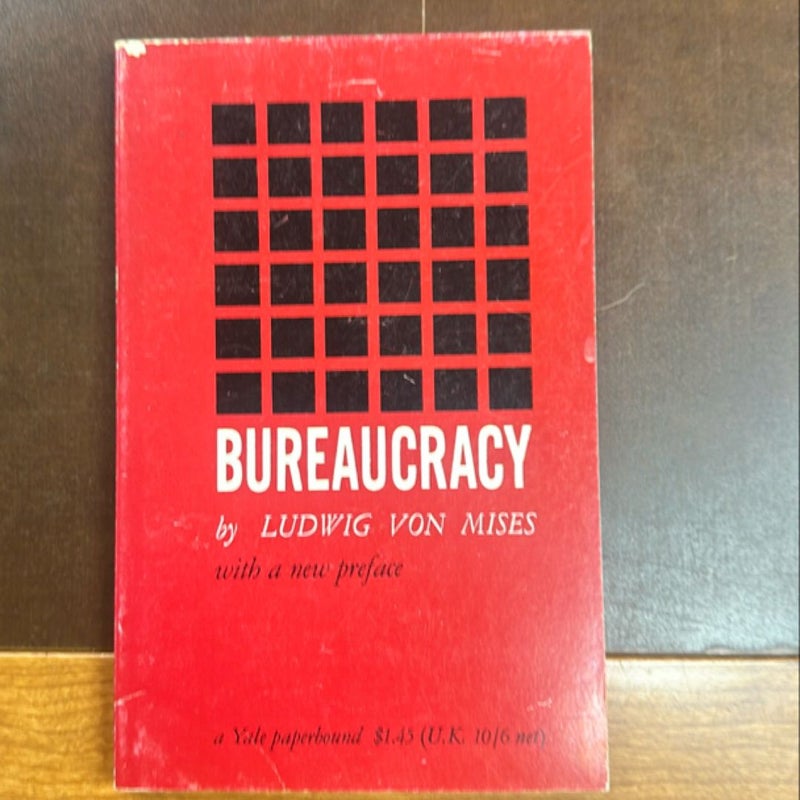 BUREAUCRACY
by LUDWIG VON MISES
with a new preface
a Yale paperbound $1.45 (U.K. 10/6 net)